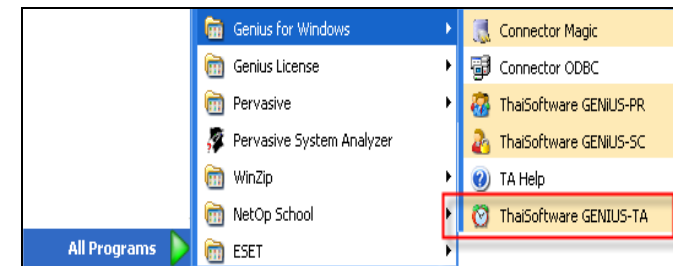 Genius for Windows
Genius License
Pervasive
Pervasive System Analyzer
WinZip
NetOp School
ESET
All Programs
Connector Magic
Connector ODBC
ThaiSoftware GENiUS-PR
ThaiSoftware GENiUS-SC
TA Help
ThaiSoftware GENIUS-TA